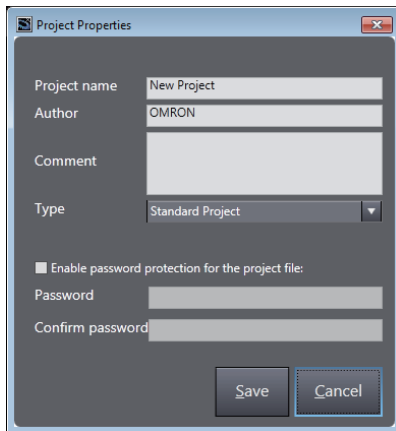 Project Properties
Project name New Project
Author OMRON
Comment
Type Standard Project
Enable password protection for the project file:
Password
Confirm password
Save Cancel